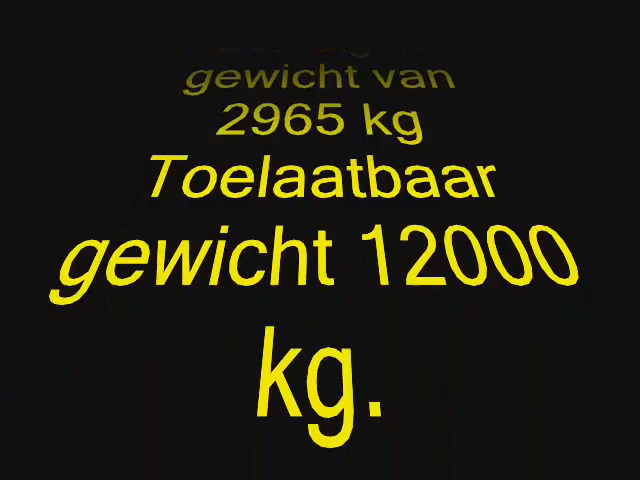 gewicht van
2965 kg
Toelaatbaar
gewicht 12000
kg.